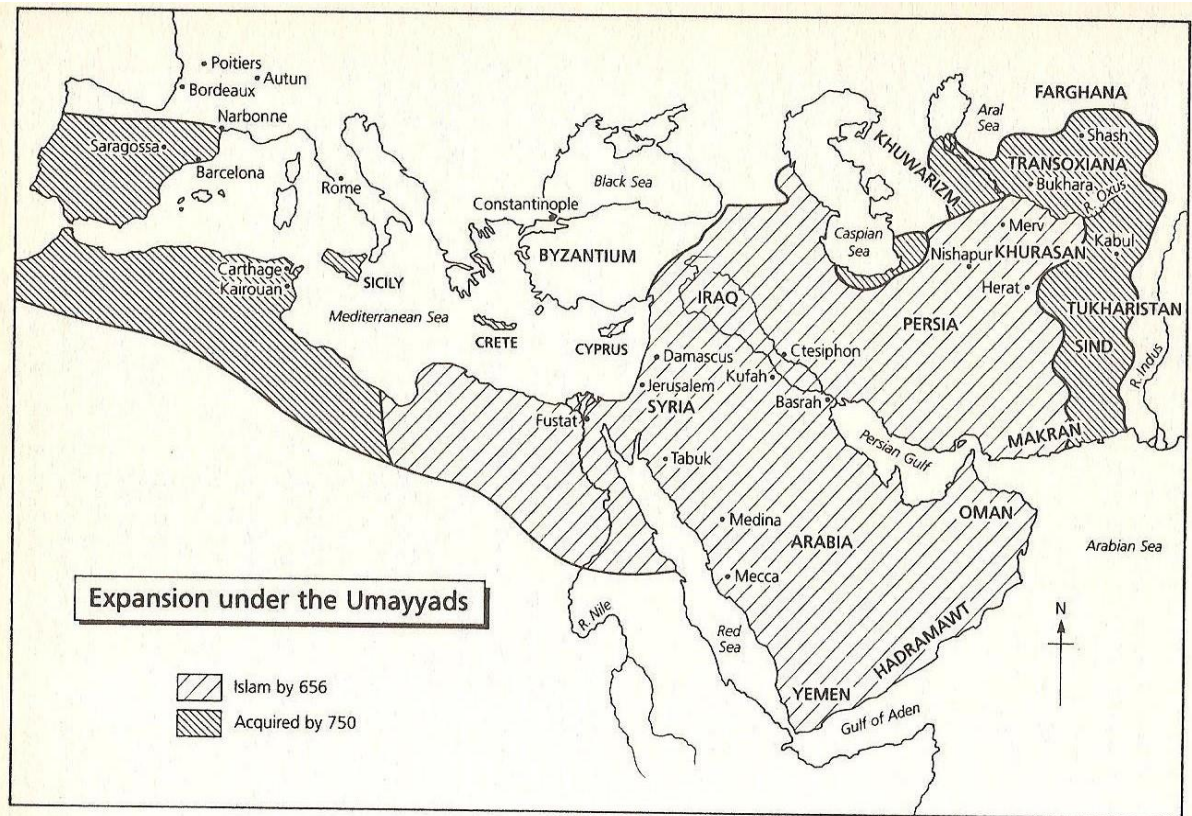 Poitiers
Autun
Bordeaux
Narbonne
Saragossa
Barcelona
Rome
Constantinople
Black Sea
BYZANTIUM
Carthage
Kairouan
SICILY
Mediterranean Sea
CRETE
CYPRUS
Caspian
Sea
KHUWARIZM
Aral
Sea
FARGHANA
Shash
TRANSOXIANA
Bukhara
R. Oxus
Merv
Nishapur
KHURASAN
Kabul
Herat
TUKHARISTAN
SIND
R. Indus
PERSIA
MAKRAN
IRAQ
Damascus
Ctesiphon
Kufah
Jerusalem
SYRIA
Basrah
Fustat
Persian Gulf
Tabuk
OMAN
Medina
ARABIA
Arabian Sea
Mecca
Red
Sea
R. Nile
HADRAMAWT
YEMEN
Gulf of Aden
N
Expansion under the Umayyads
Islam by 656
Acquired by 750